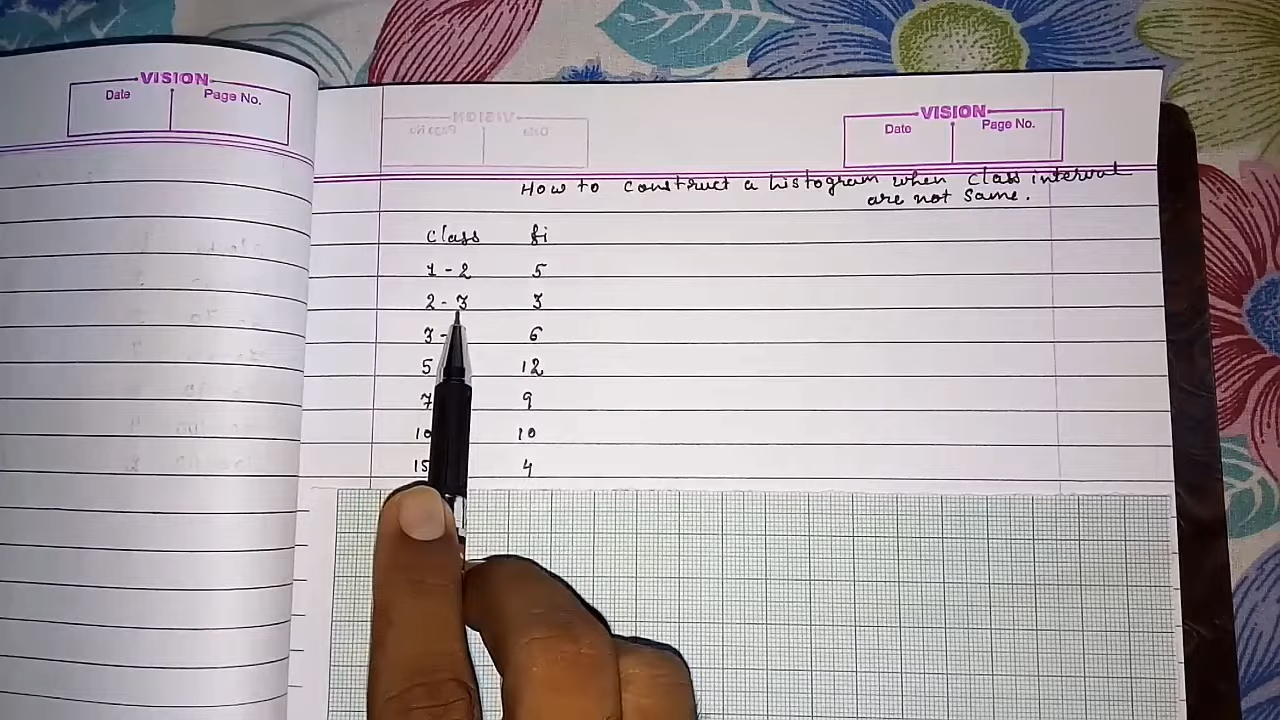 VISION
Date Page No.
VISION
Date Page No.
How to construct a histogram when class interval
are not same.
class fi
1 - 2 5
2 - 3 3
3 - 6
5 12
7 9
10 10
15 4